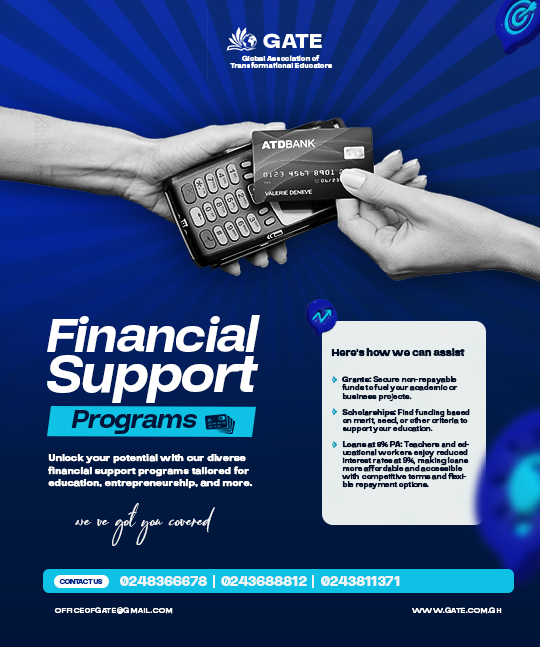 GATE
Global Association of
Transformational Educators
ATDBANK
0123 4567 8901 2
06/23
VALERIE DENEVE
Financial
Support
Programs
Unlock your potential with our diverse
financial support programs tailored for
education, entrepreneurship, and more.
we ve got you covered
Here's how we can assist
Grants: Secure non-repayable
funds to fuel your academic or
business projects.
Scholarships: Find funding based
on merit, need, or other criteria to
support your education.
Loans at 9% PA: Teachers and ed-
ucational workers enjoy reduced
interest rates at 9%, making loans
more affordable and accessible
with competitive terms and flexi-
ble repayment options.
CONTACT US 0248366678 | 0243688812 | 0243811371
OFFICEOFGATE@GMAIL.COM
WWW.GATE.COM.GH